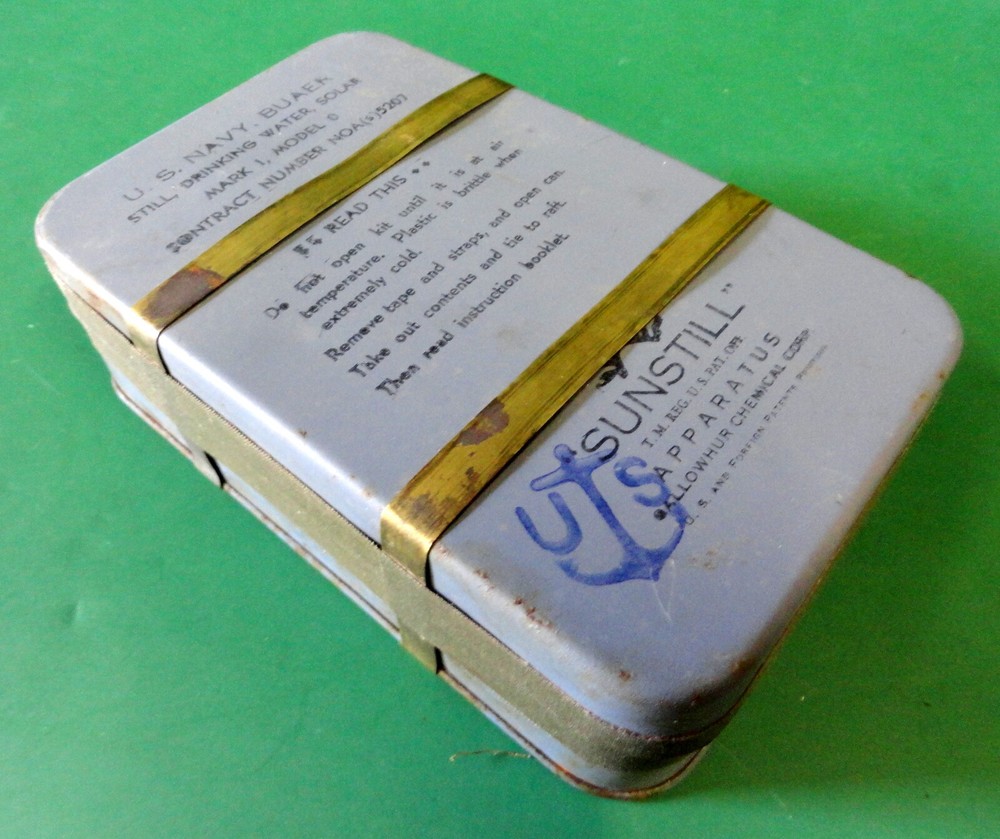 U. S. NAVY, BUAER
STILL DRINKING WATER, SOLAR
MARK 1, MODEL 0
CONTRACT NUMBER NOA(s)5203
READ THIS
Do not open kit until it is at air
temperature. Plastic is brittle when
extremely cold.
Remove tape and straps, and open can.
Take out contents and tie to raft.
Then read instruction booklet
"SUNSTILL"
T.M. REG. U.S. PAT. OFF.
APPARATUS
GALLOWHUR CHEMICAL CORP.
U. S. AND FOREIGN PATENTS PENDING
U S